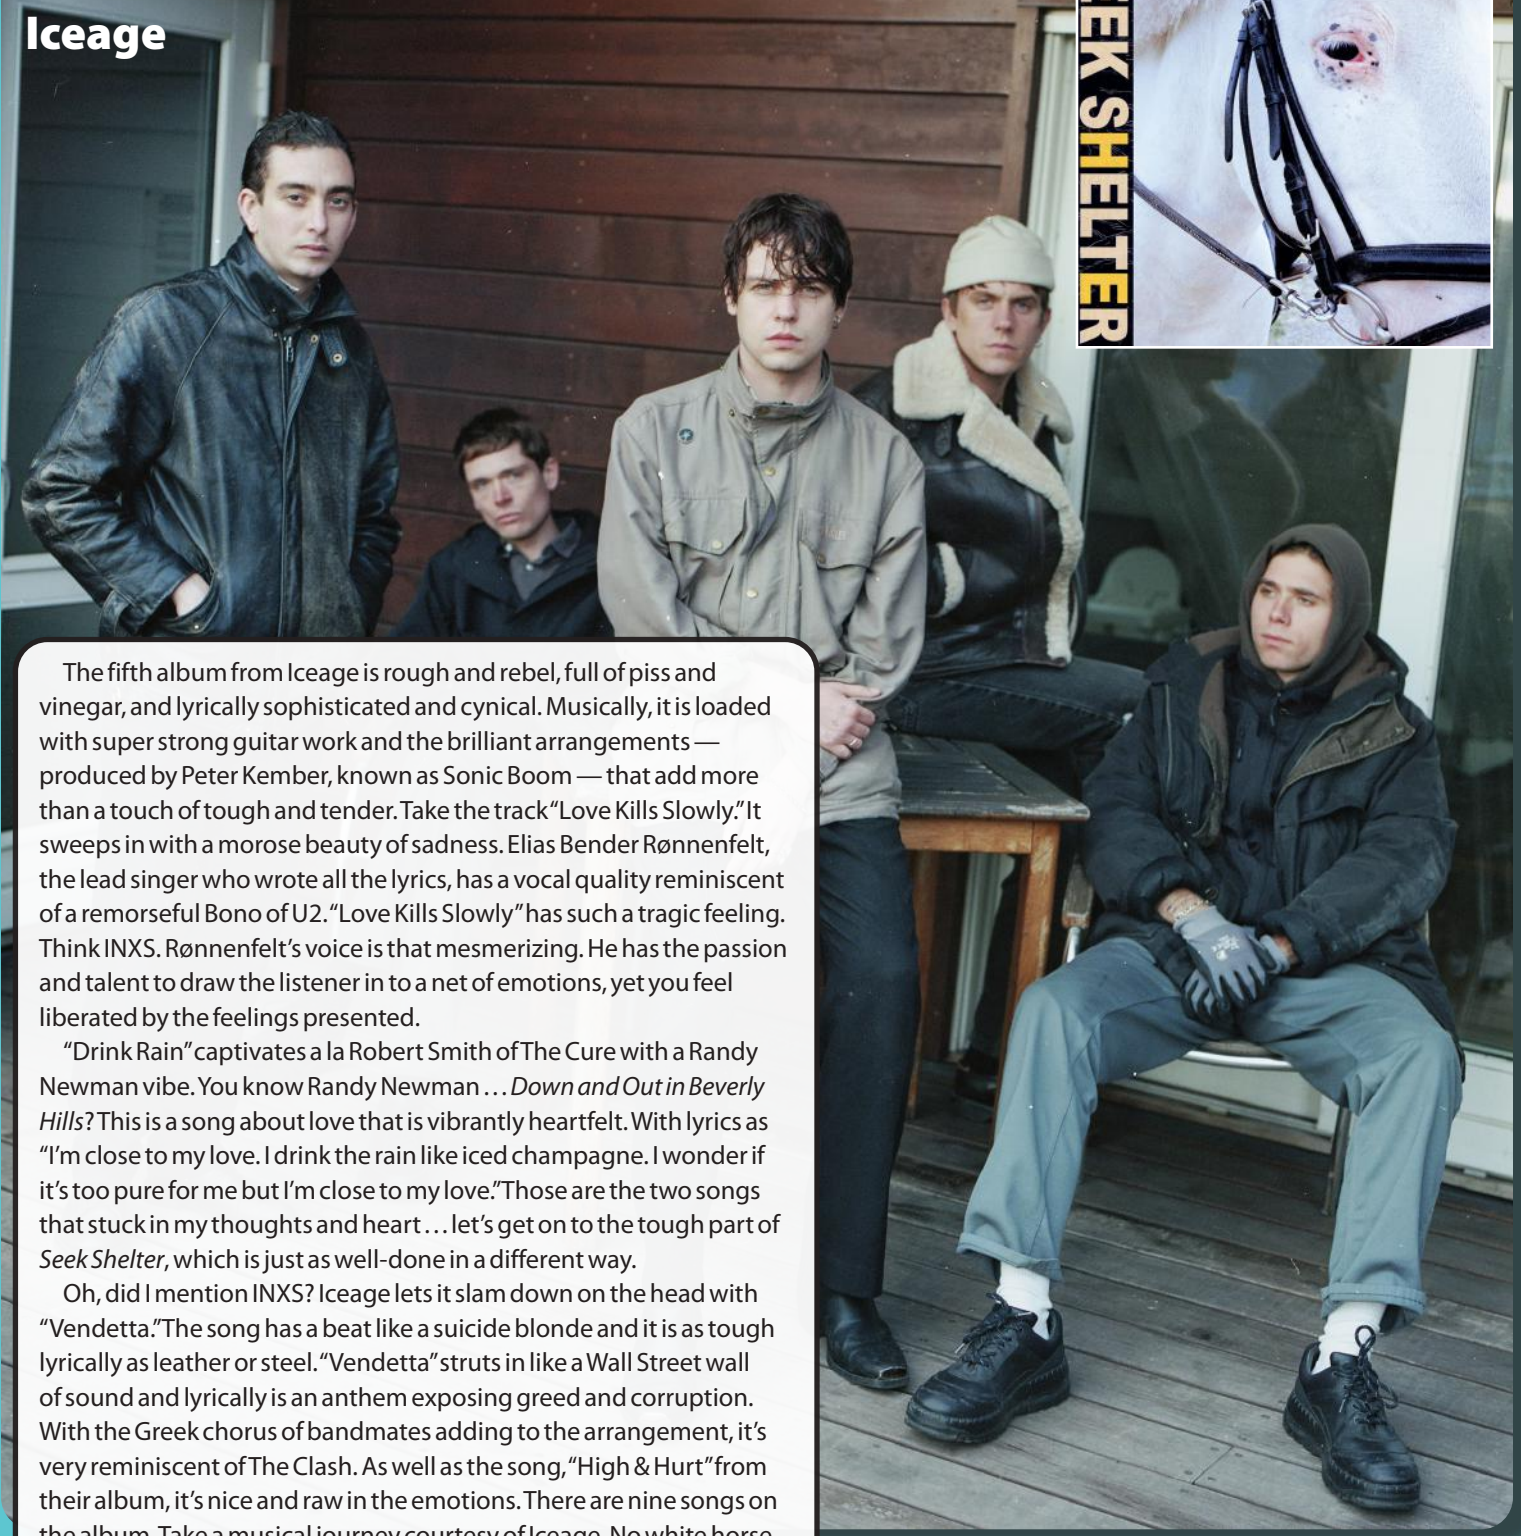 Iceage
EEK SHELTER
The fifth album from Iceage is rough and rebel, full of piss and
vinegar, and lyrically sophisticated and cynical. Musically, it is loaded
with super strong guitar work and the brilliant arrangements —
produced by Peter Kember, known as Sonic Boom — that add more
than a touch of tough and tender. Take the track “Love Kills Slowly.” It
sweeps in with a morose beauty of sadness. Elias Bender Rønnenfelt,
the lead singer who wrote all the lyrics, has a vocal quality reminiscent
of a remorseful Bono of U2. “Love Kills Slowly” has such a tragic feeling.
Think INXS. Rønnenfelt’s voice is that mesmerizing. He has the passion
and talent to draw the listener in to a net of emotions, yet you feel
liberated by the feelings presented.
“Drink Rain” captivates a la Robert Smith of The Cure with a Randy
Newman vibe. You know Randy Newman . . . Down and Out in Beverly
Hills? This is a song about love that is vibrantly heartfelt. With lyrics as
“I’m close to my love. I drink the rain like iced champagne. I wonder if
it’s too pure for me but I’m close to my love.” Those are the two songs
that stuck in my thoughts and heart . . . let’s get on to the tough part of
Seek Shelter, which is just as well-done in a different way.
Oh, did I mention INXS? Iceage lets it slam down on the head with
“Vendetta.” The song has a beat like a suicide blonde and it is as tough
lyrically as leather or steel. “Vendetta” struts in like a Wall Street wall
of sound and lyrically is an anthem exposing greed and corruption.
With the Greek chorus of bandmates adding to the arrangement, it’s
very reminiscent of The Clash. As well as the song, “High & Hurt” from
their album, it’s nice and raw in the emotions. There are nine songs on
the album. Take a musical journey courtesy of Iceage. No white horse